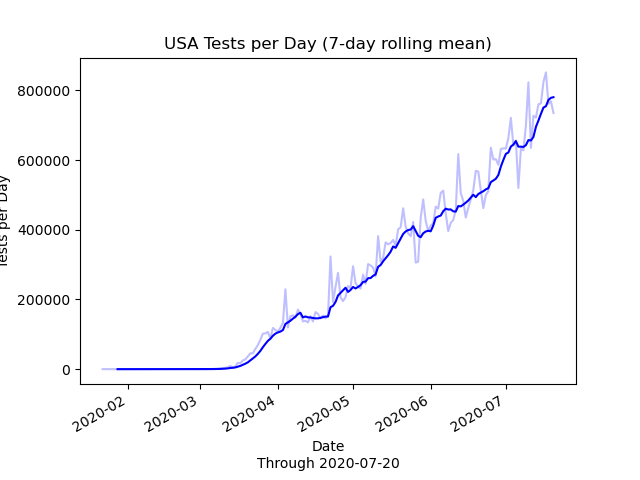 USA Tests per Day (7-day rolling mean)
800000
600000
400000
200000
0
Tests per Day
2020-02
2020-03
2020-04
2020-05
2020-06
2020-07
Date
Through 2020-07-20